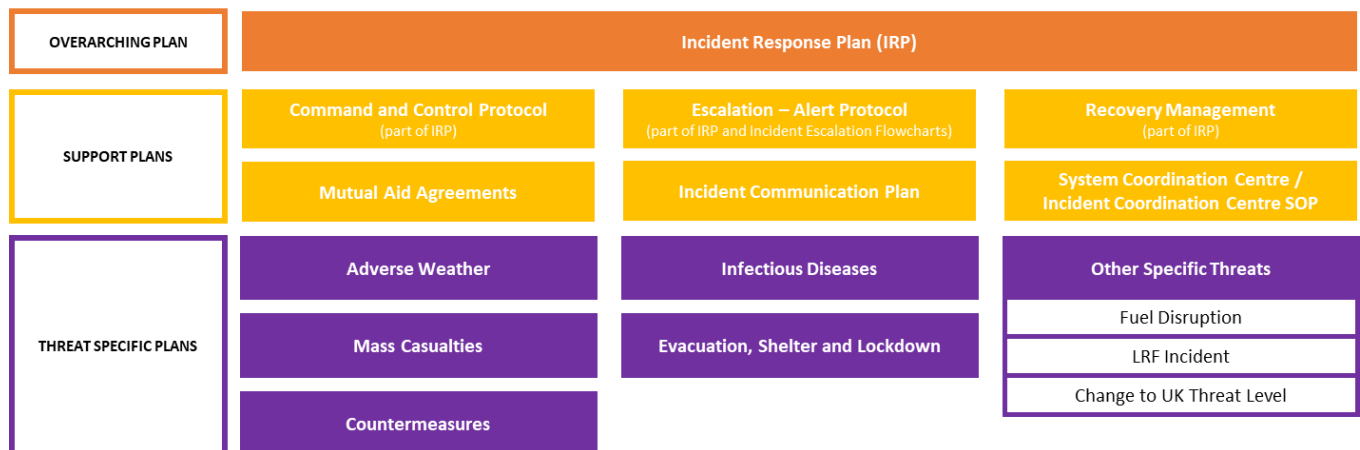 OVERARCHING PLAN
Incident Response Plan (IRP)
SUPPORT PLANS
Command and Control Protocol
(part of IRP)
Escalation – Alert Protocol
(part of IRP and Incident Escalation Flowcharts)
Recovery Management
(part of IRP)
Mutual Aid Agreements
Incident Communication Plan
System Coordination Centre /
Incident Coordination Centre SOP
THREAT SPECIFIC PLANS
Adverse Weather
Infectious Diseases
Other Specific Threats
Fuel Disruption
LRF Incident
Change to UK Threat Level
Mass Casualties
Evacuation, Shelter and Lockdown
Countermeasures